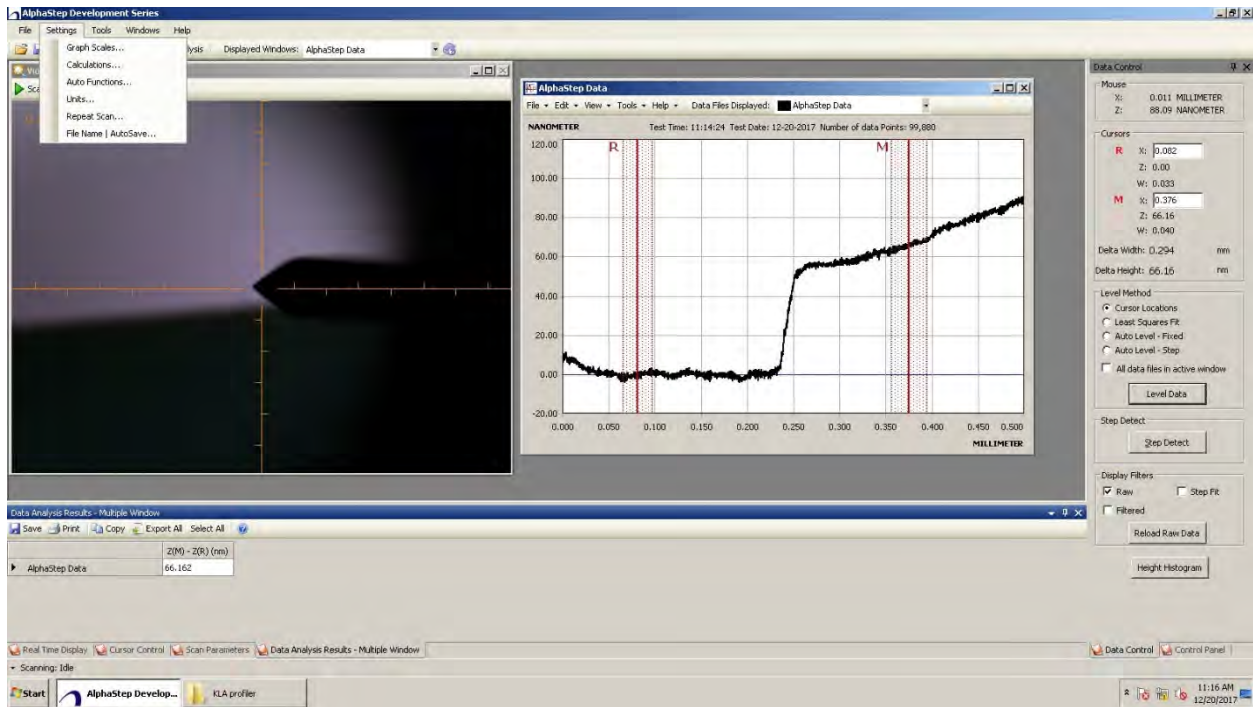 AlphaStep Development Series
File Settings Tools Windows Help
Graph Scales...
Calculations...
Auto Functions...
Units...
Repeat Scan...
File Name | AutoSave...
Displayed Windows: AlphaStep Data
AlphaStep Data
File Edit View Tools Help Data Files Displayed: AlphaStep Data
NANOMETER Test Time: 11:14:24 Test Date: 12-20-2017 Number of data Points: 99,880
R M
120.00
100.00
80.00
60.00
40.00
20.00
0.00
-20.00
0.000 0.050 0.100 0.150 0.200 0.250 0.300 0.350 0.400 0.450 0.500
MILLIMETER
Data Control
Mouse
X: 0.011 MILLIMETER
Z: 88.09 NANOMETER
Cursors
R X: 0.082
Z: 0.00
W: 0.033
M X: 0.376
Z: 66.16
W: 0.040
Delta Width: 0.294 mm
Delta Height: 66.16 nm
Level Method
Cursor Locations
Least Squares Fit
Auto Level - Fixed
Auto Level - Step
All data files in active window
Level Data
Step Detect
Step Detect
Display Filters
Raw Step Fit
Filtered
Reload Raw Data
Height Histogram
Data Analysis Results - Multiple Window
Save Print Copy Export All Select All
Z(M) - Z(R) (nm)
AlphaStep Data 66.162
Real Time Display Cursor Control Scan Parameters Data Analysis Results - Multiple Window
Data Control Control Panel
Scanning: Idle
Start AlphaStep Develop... KLA profiler
11:16 AM
12/20/2017